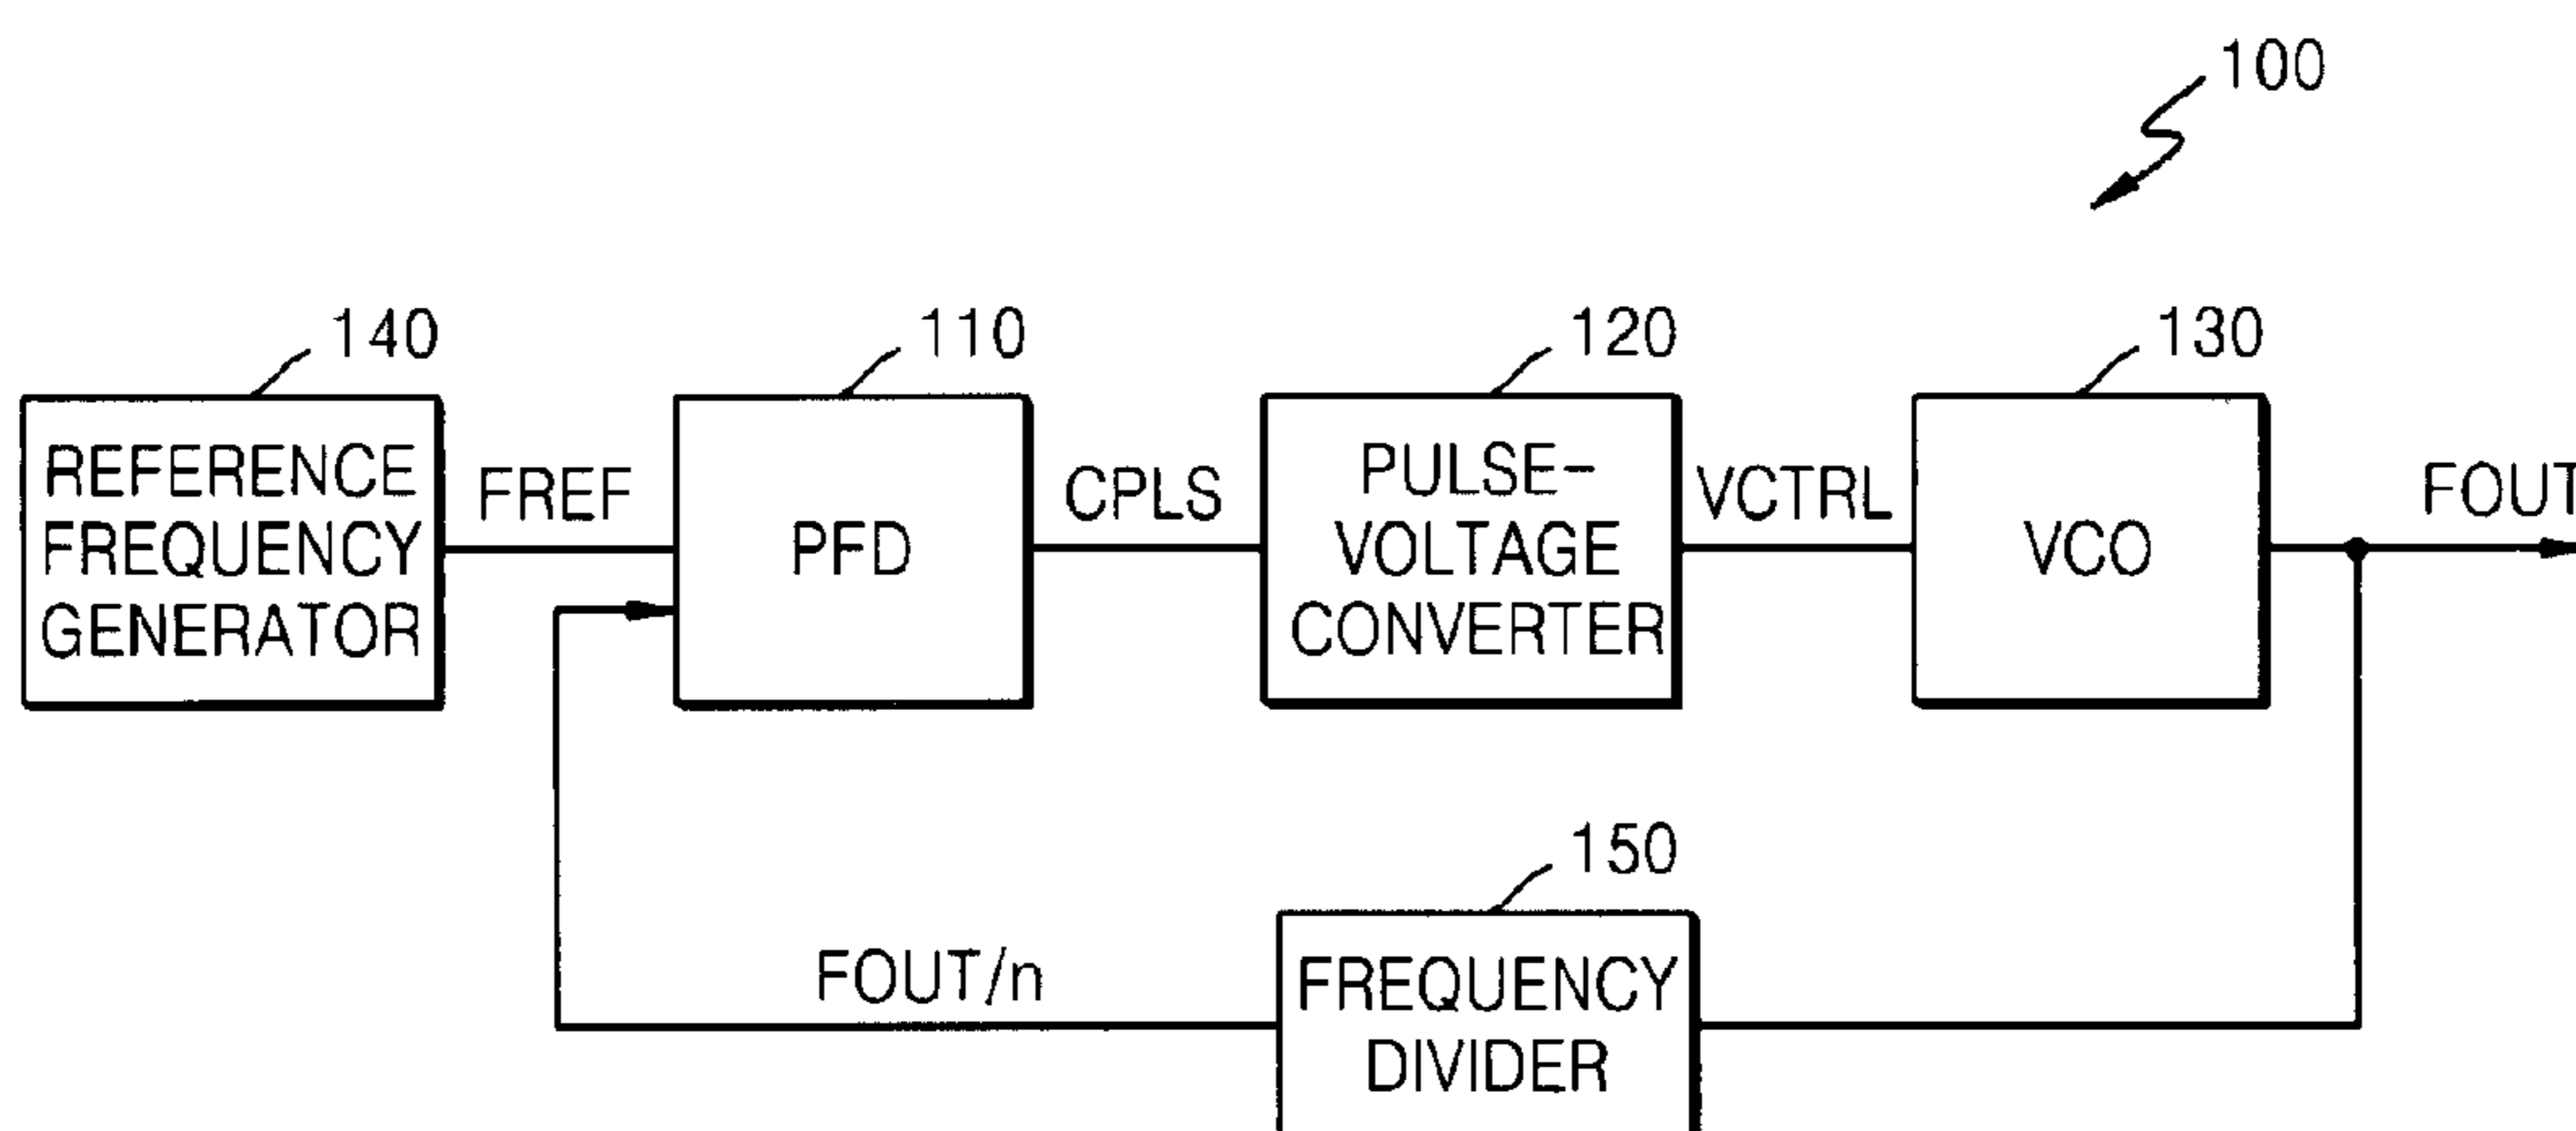 100
140
110
120
130
REFERENCE
FREQUENCY
GENERATOR
FREF
PFD
CPLS
PULSE-
VOLTAGE
CONVERTER
VCTRL
VCO
FOUT
150
FOUT/n
FREQUENCY
DIVIDER